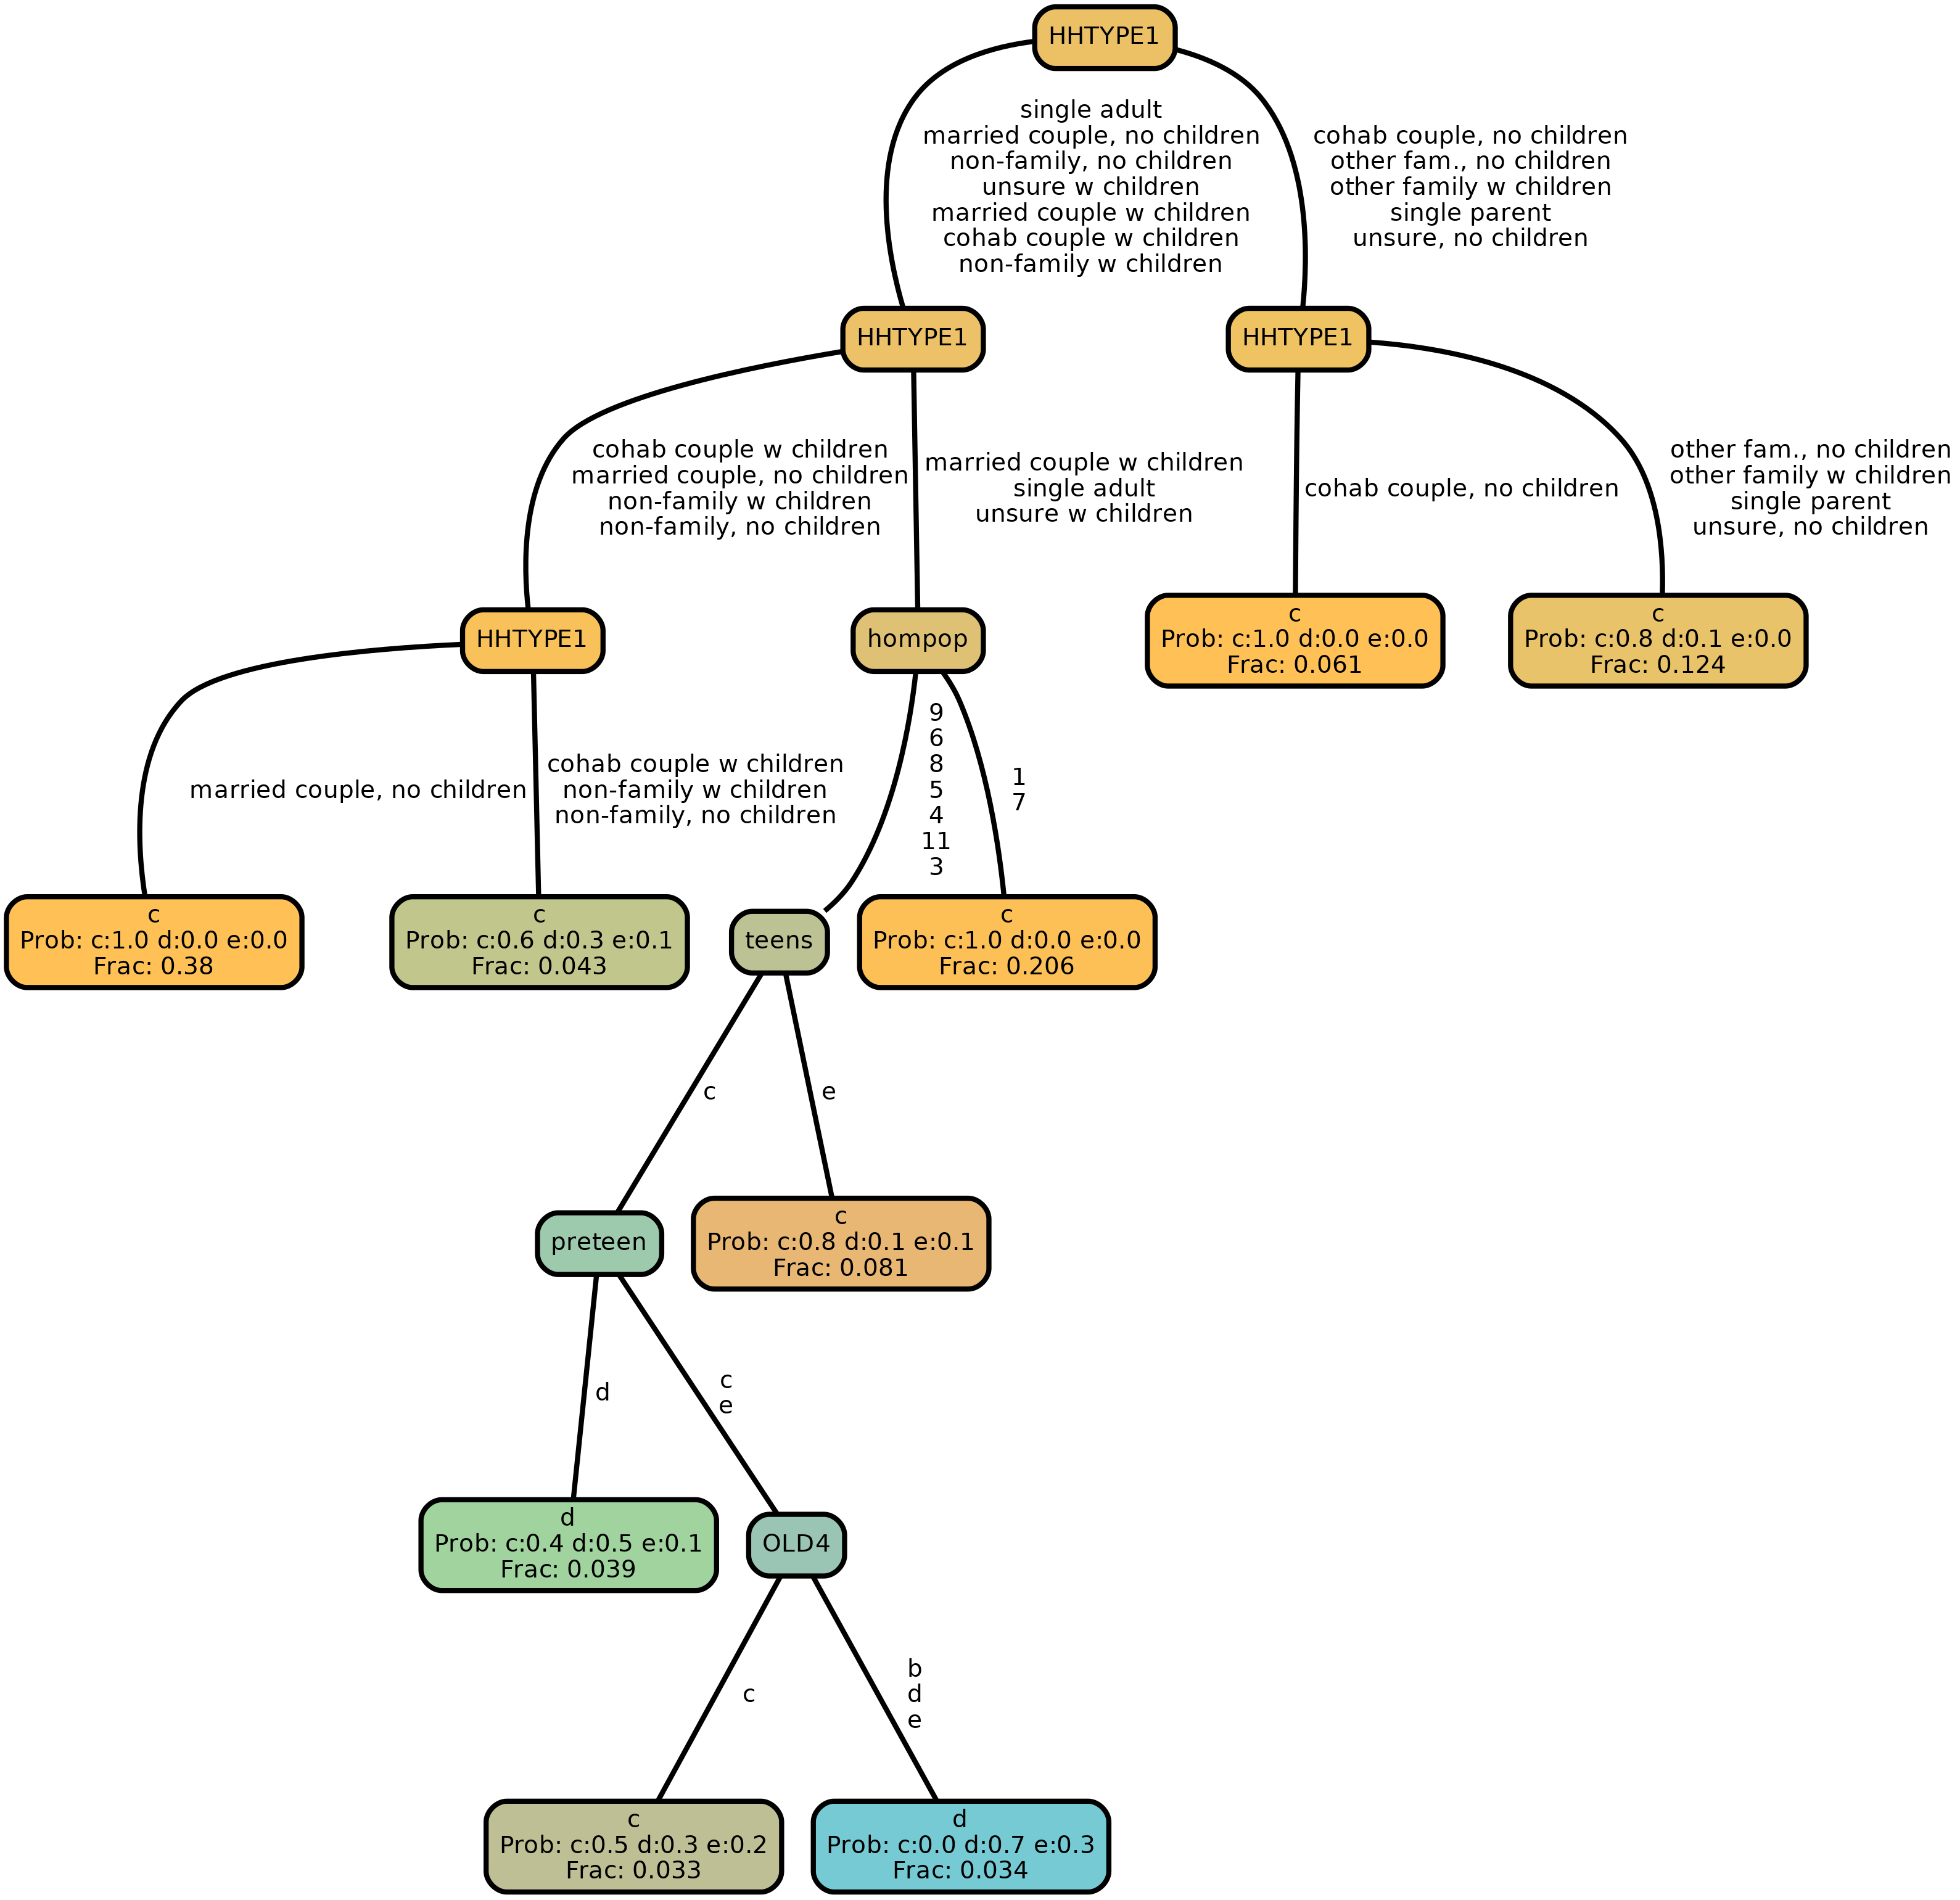 HHTYPE1
single adult
married couple, no children
non-family, no children
unsure w children
married couple w children
cohab couple w children
non-family w children
cohab couple, no children
other fam., no children
other family w children
single parent
unsure, no children
HHTYPE1
HHTYPE1
cohab couple w children
married couple, no children
non-family w children
non-family, no children
married couple w children
single adult
unsure w children
cohab couple, no children
other fam., no children
other family w children
single parent
unsure, no children
HHTYPE1
hompop
c
Prob: c:1.0 d:0.0 e:0.0
Frac: 0.061
c
Prob: c:0.8 d:0.1 e:0.0
Frac: 0.124
married couple, no children
cohab couple w children
non-family w children
non-family, no children
9
6
8
5
4
11
3
1
7
c
Prob: c:1.0 d:0.0 e:0.0
Frac: 0.38
c
Prob: c:0.6 d:0.3 e:0.1
Frac: 0.043
teens
c
Prob: c:1.0 d:0.0 e:0.0
Frac: 0.206
c
e
preteen
c
Prob: c:0.8 d:0.1 e:0.1
Frac: 0.081
d
c
e
d
Prob: c:0.4 d:0.5 e:0.1
Frac: 0.039
OLD4
c
b
d
e
c
Prob: c:0.5 d:0.3 e:0.2
Frac: 0.033
d
Prob: c:0.0 d:0.7 e:0.3
Frac: 0.034